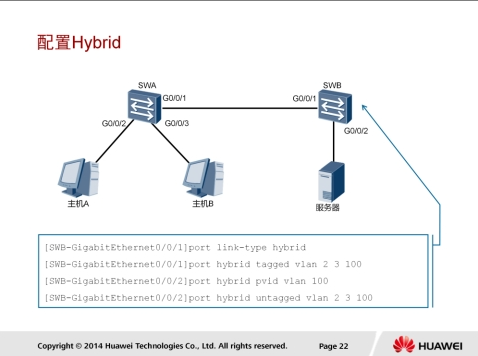 配置Hybrid
SWA
SWB
G0/0/1
G0/0/1
G0/0/2
G0/0/3
G0/0/2
主机A
主机B
服务器
[SWB-GigabitEthernet0/0/1]port link-type hybrid
[SWB-GigabitEthernet0/0/1]port hybrid tagged vlan 2 3 100
[SWB-GigabitEthernet0/0/2]port hybrid pvid vlan 100
[SWB-GigabitEthernet0/0/2]port hybrid untagged vlan 2 3 100
Copyright © 2014 Huawei Technologies Co., Ltd. All rights reserved.
Page 22
HUAWEI